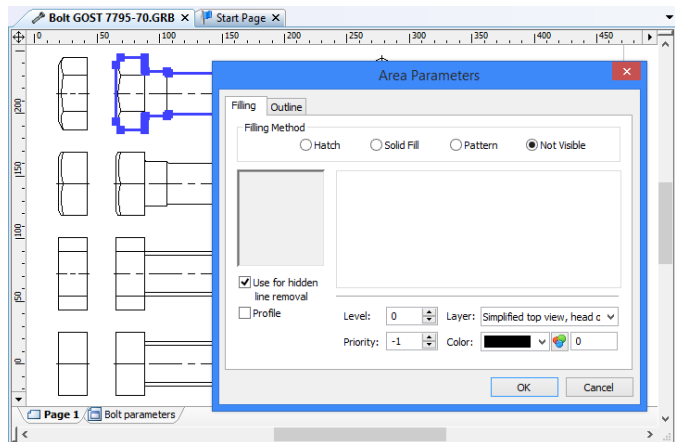 Bolt GOST 7795-70.GRB Start Page
0 50 100 150 200 250 300 350 400 450
200
150
100
50
0
Area Parameters
Filling Outline
Filling Method
Hatch Solid Fill Pattern Not Visible
Use for hidden
line removal
Profile
Level: 0 Layer: Simplified top view, head
Priority: -1 Color: 0
OK Cancel
Page 1 Bolt parameters